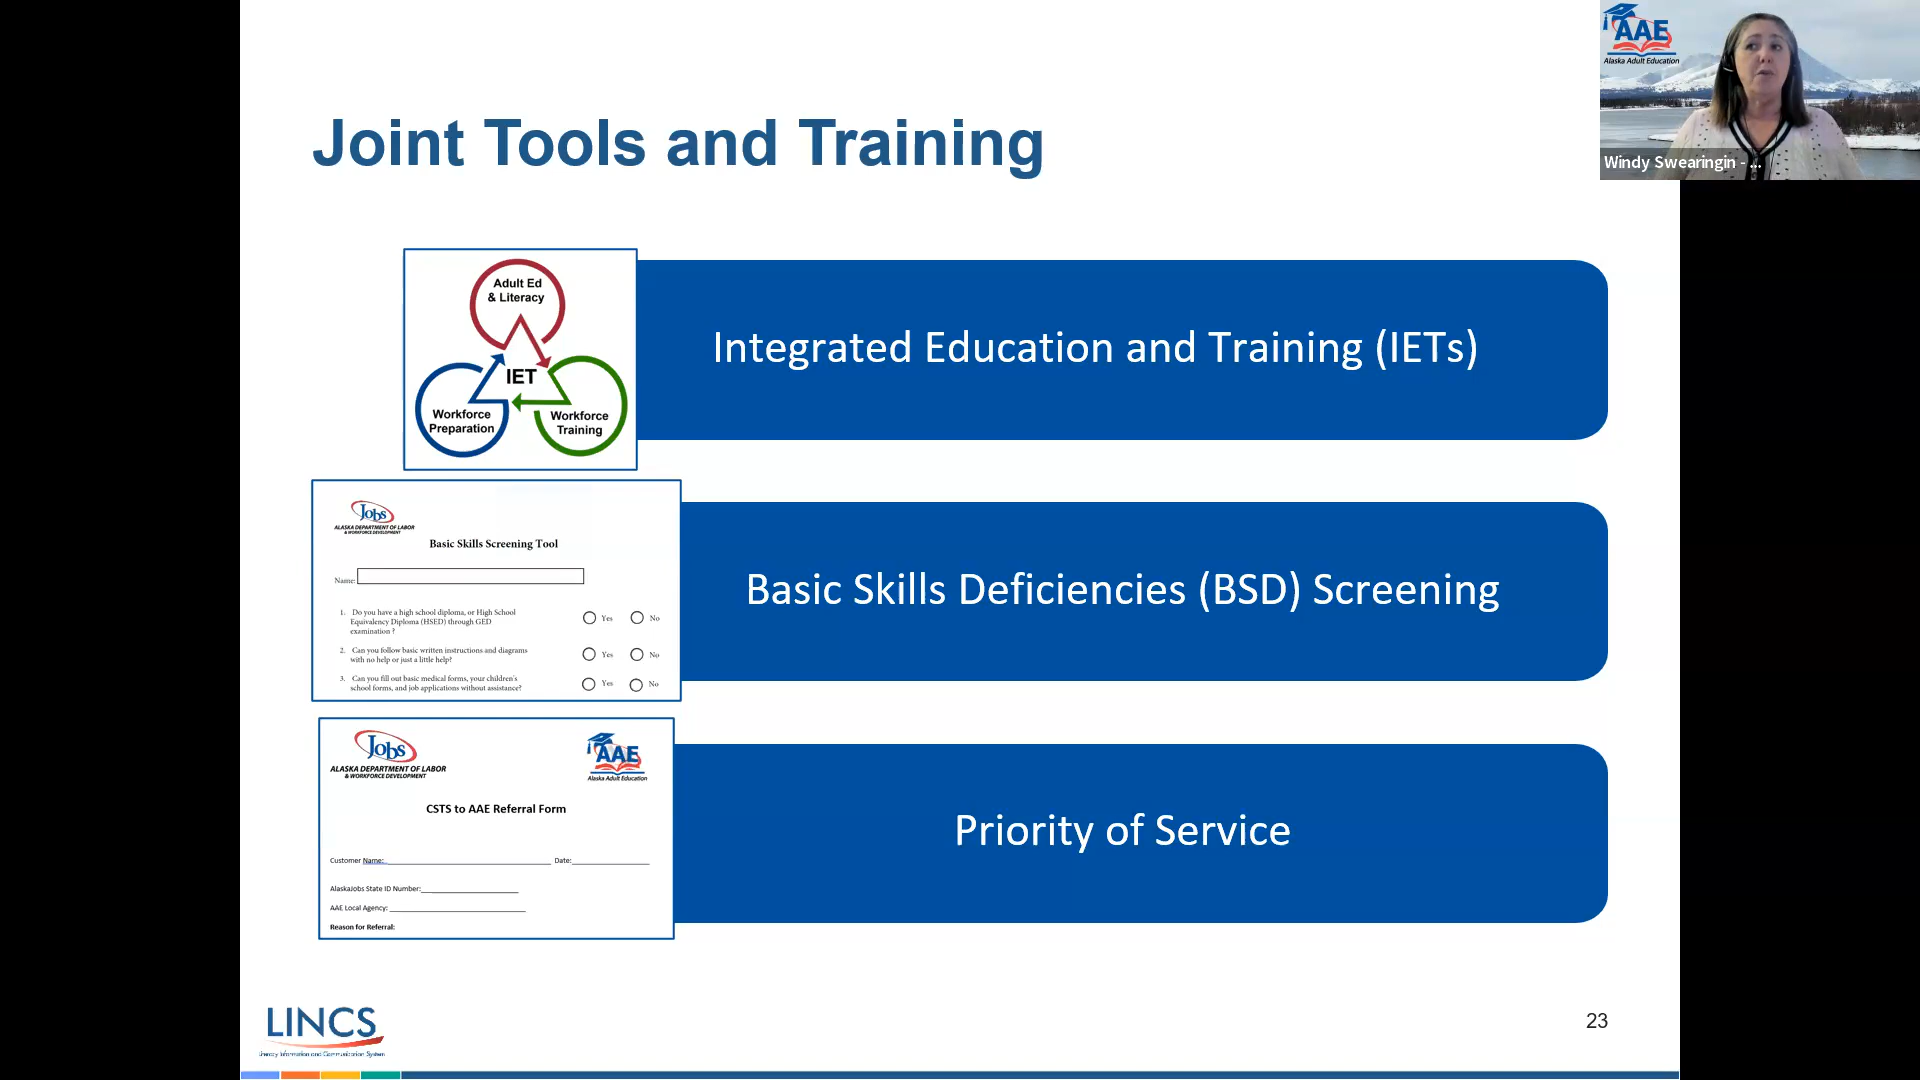 Joint Tools and Training
AAE
Alaska Adult Education
Windy Swearingin - ...
Adult Ed
& Literacy
IET
Workforce
Preparation
Workforce
Training
Integrated Education and Training (IETs)
Jobs
ALASKA DEPARTMENT OF LABOR
& WORKFORCE DEVELOPMENT
Basic Skills Screening Tool
Name:
1. Do you have a high school diploma, or High School
Equivalency Diploma (HSED) through GED
examination ?
Yes No
2. Can you follow basic written instructions and diagrams
with no help or just a little help?
Yes No
3. Can you fill out basic medical forms, your children's
school forms, and job applications without assistance?
Yes No
Basic Skills Deficiencies (BSD) Screening
Jobs
ALASKA DEPARTMENT OF LABOR
& WORKFORCE DEVELOPMENT
AAE
Alaska Adult Education
CSTS to AAE Referral Form
Customer Name: Date:
AlaskaJobs State ID Number:
AAE Local Agency:
Reason for Referral:
Priority of Service
LINCS
Literacy Information and Communication System
23